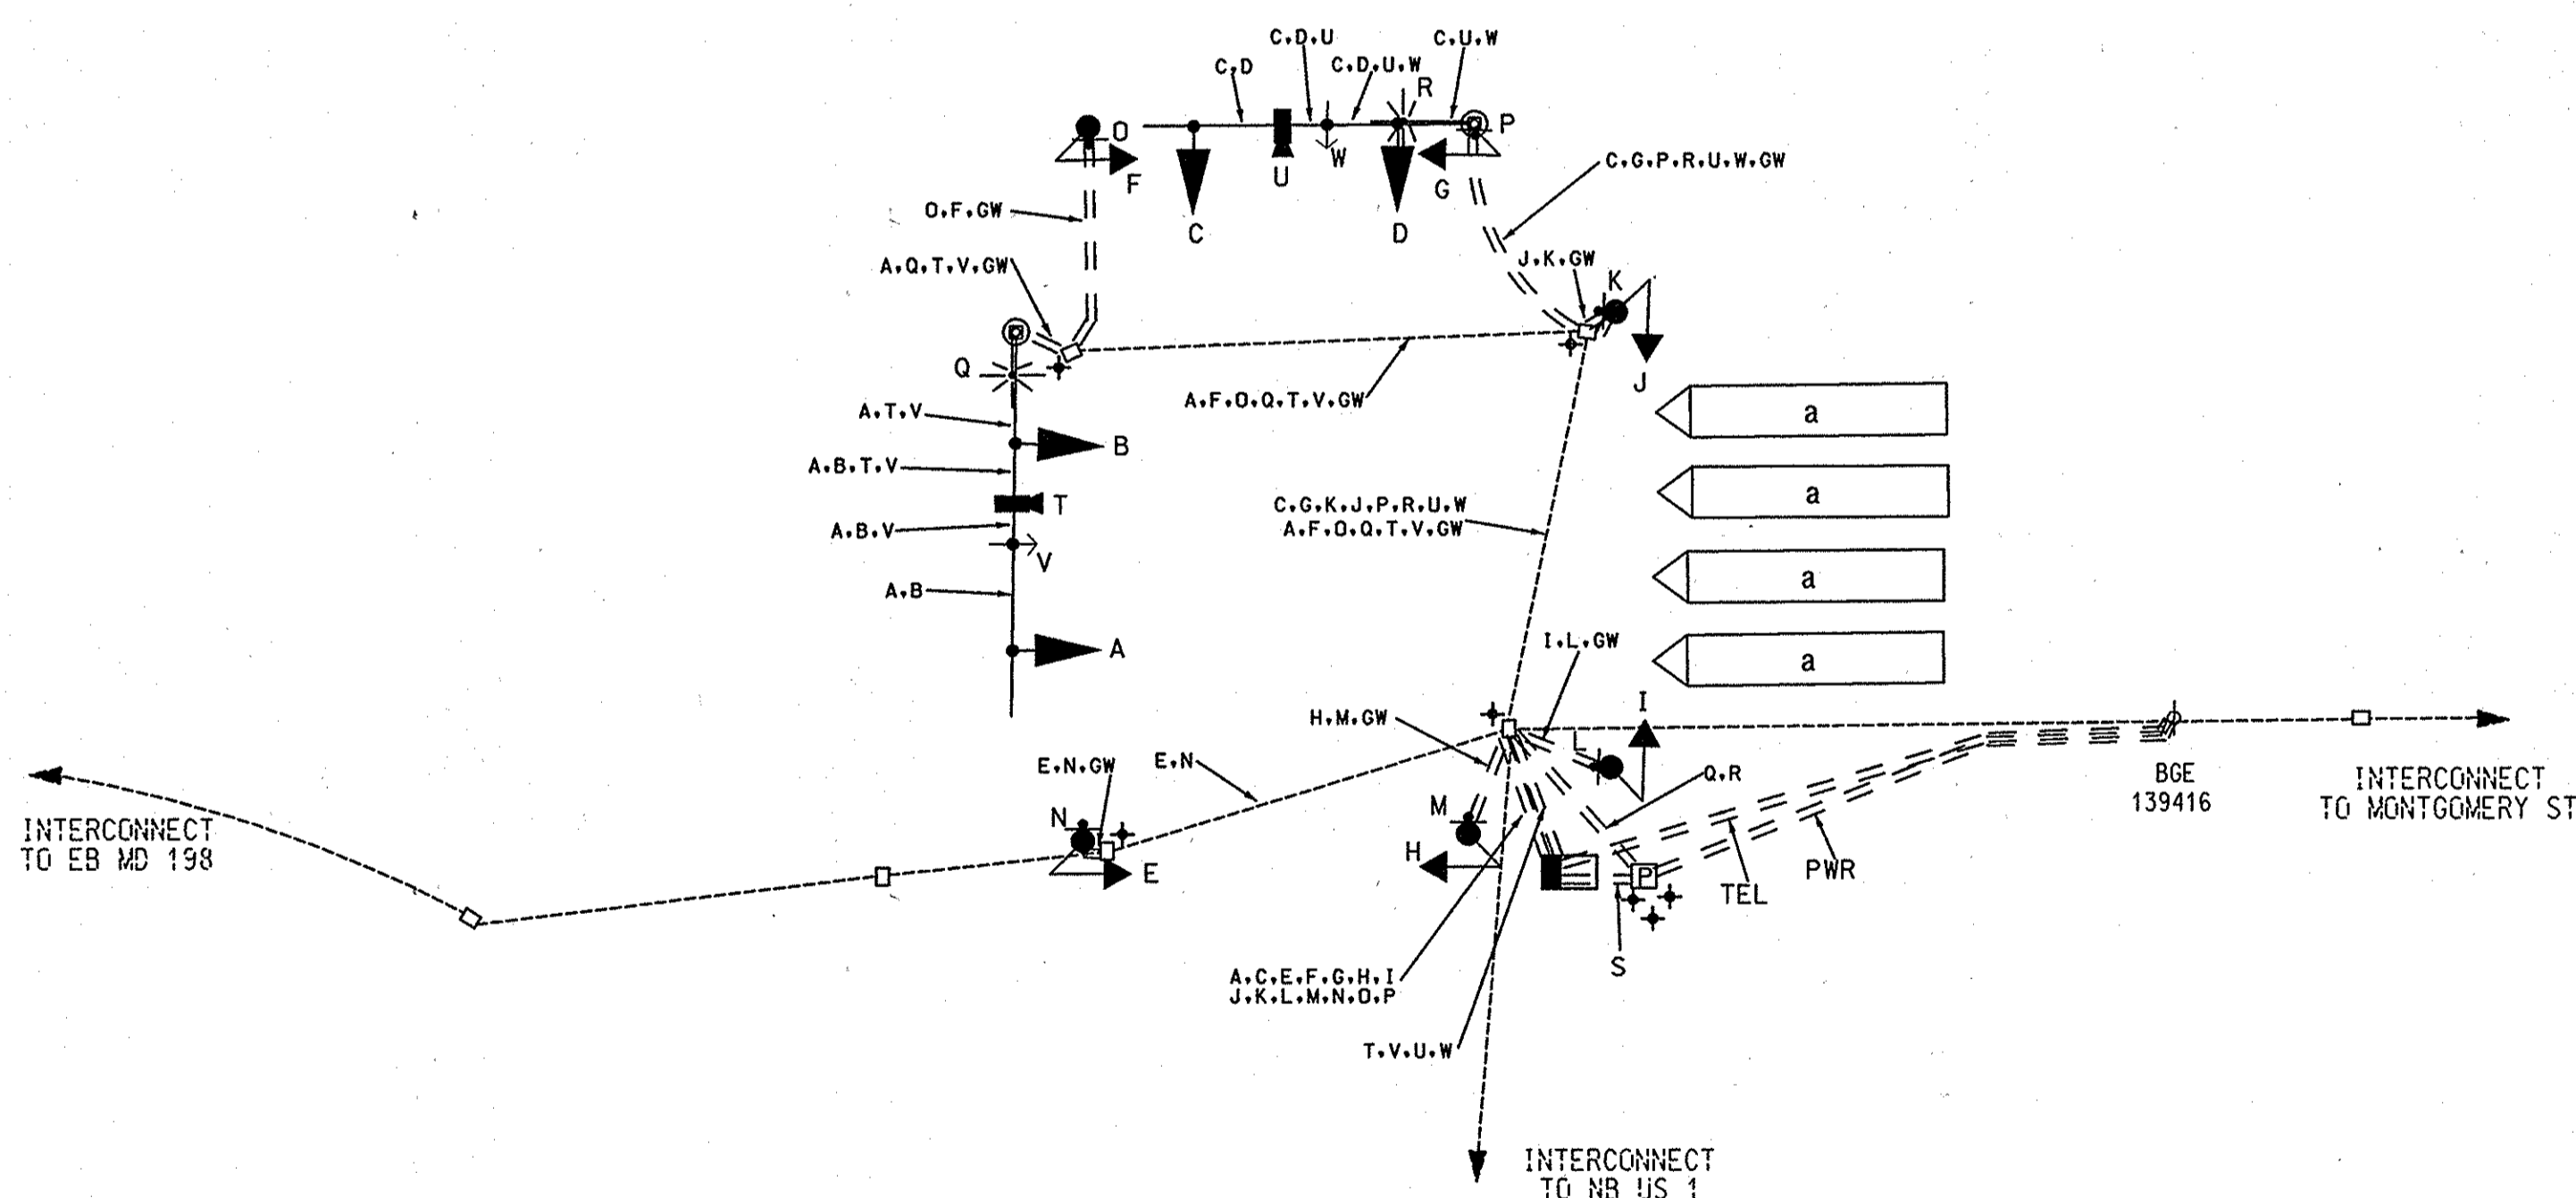 C,D,U
C,U,W
C,D
C,D,U,W
R
O
P
W
F
U
G
C,G,P,R,U,W,GW
O,F,GW
C
D
A,Q,T,V,GW
J,K,GW
K
Q
J
A,F,O,Q,T,V,GW
A,T,V
a
B
A,B,T,V
a
T
C,G,K,J,P,R,U,W
A,F,O,Q,T,V,GW
A,B,V
V
A,B
a
A
I,L,GW
a
I
H,M,GW
L
E,N,GW
E,N
Q,R
BGE
139416
INTERCONNECT
TO MONTGOMERY ST
INTERCONNECT
TO EB MD 198
N
M
H
E
P
PWR
TEL
S
A,C,E,F,G,H,I
J,K,L,M,N,O,P
T,V,U,W
INTERCONNECT
TO NB US 1